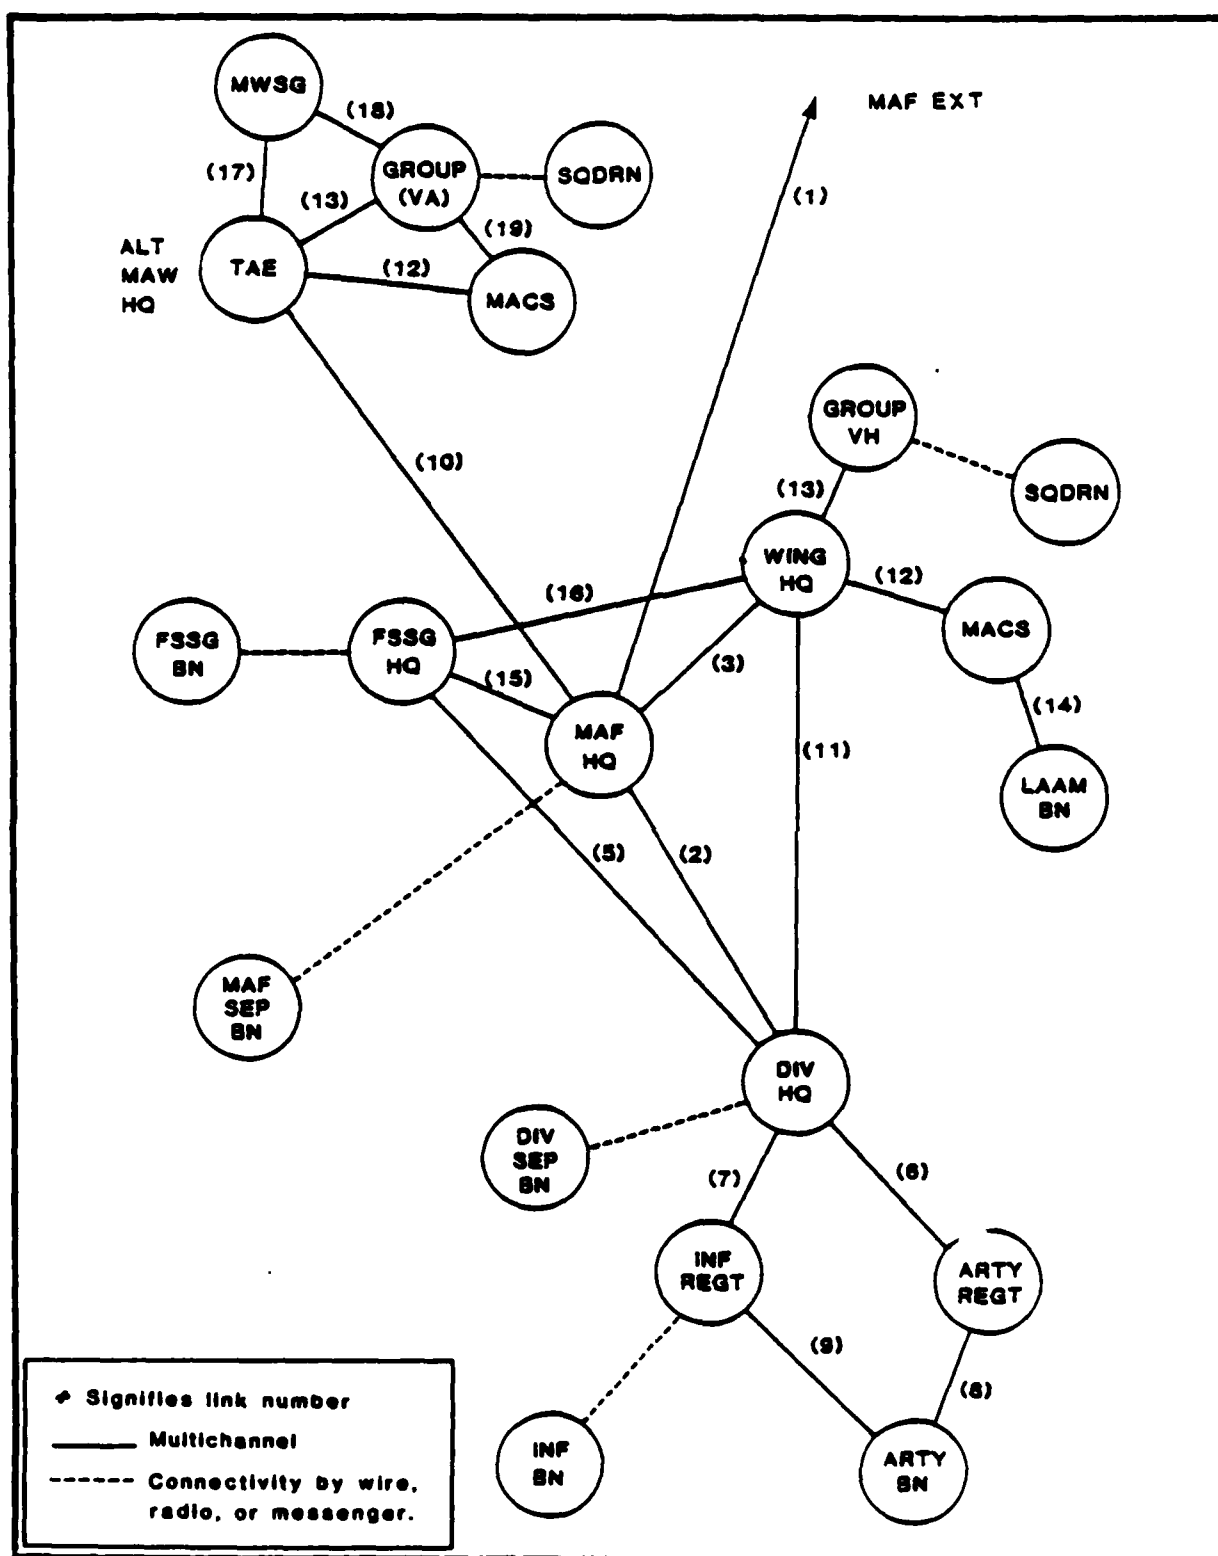 MWSG
(18)
MAF EXT
GROUP
(VA)
SQDRN
(17)
(13)
(1)
(19)
ALT
MAW
HQ
TAE
(12)
MACS
GROUP
VH
(10)
SQDRN
(13)
WING
HQ
(12)
(16)
MACS
FSSG
BN
FSSG
HQ
(15)
(3)
(14)
MAF
HQ
(11)
LAAM
BN
(5)
(2)
MAF
SEP
BN
DIV
HQ
DIV
SEP
BN
(7)
(6)
INF
REGT
ARTY
REGT
(9)
(8)
INF
BN
ARTY
BN
# Signifies link number
Multichannel
Connectivity by wire,
radio, or messenger.